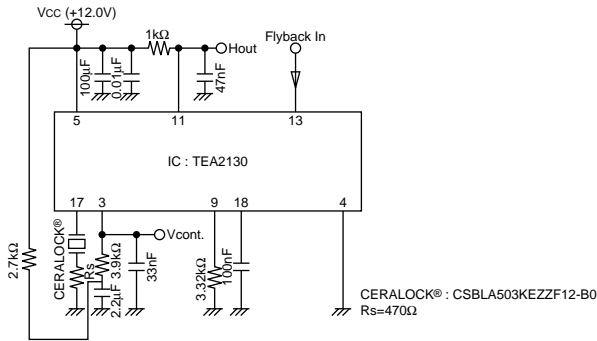 Vcc (+12.0V)
1kΩ
Hout
Flyback In
100µF
0.01µF
47nF
5
11
13
IC : TEA2130
17
3
9
18
4
2.7kΩ
CERALOCK®
Rs
3.9kΩ
2.2µF
33nF
Vcont.
3.32kΩ
100nF
CERALOCK® : CSBLA503KEZZF12-B0
Rs=470Ω